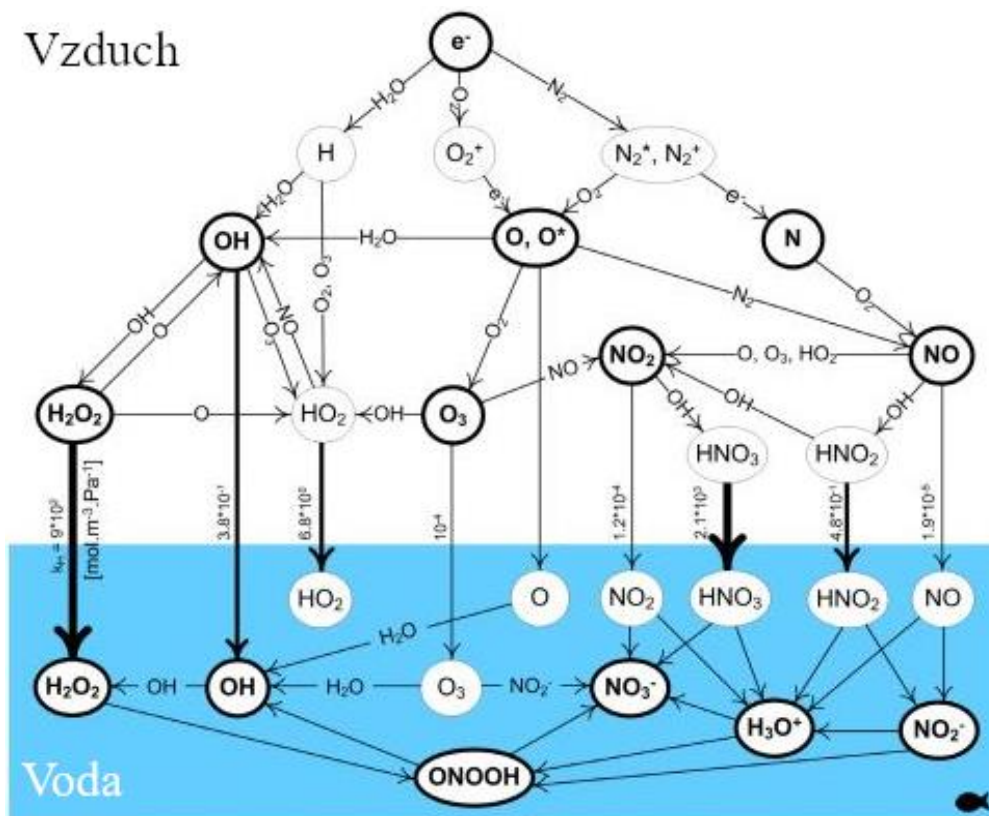 Vzduch
e⁻
H₂O
O₂
N₂
H
O₂⁺
N₂*, N₂⁺
H₂O
e⁻
O₂
e⁻
OH
H₂O
O, O*
N
O₂, O₃
N₂
O₂
OH
O
O₃
NO
O₂
NO₂
O, O₃, HO₂
NO
NO
H₂O₂
O
HO₂
OH
O₃
OH
OH
OH
HNO₃
HNO₂
kH = 9*10²
[mol.m⁻³.Pa⁻¹]
3.8*10⁻¹
6.8*10⁰
10⁻⁴
1.2*10⁻⁴
2.1*10³
4.8*10⁻¹
1.9*10⁻⁵
HO₂
O
NO₂
HNO₃
HNO₂
NO
H₂O
H₂O₂
OH
OH
H₂O
O₃
NO₂⁻
NO₃⁻
H₃O⁺
NO₂⁻
ONOOH
Voda